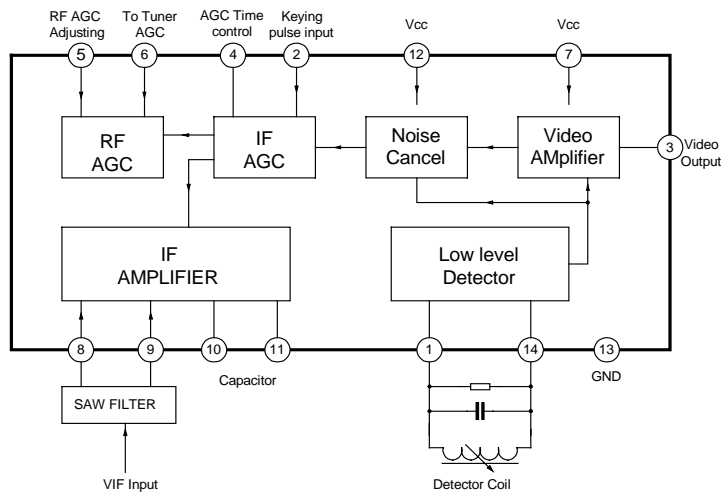 RF AGC
Adjusting
To Tuner
AGC
AGC Time
control
Keying
pulse input
Vcc
Vcc
5
6
4
2
12
7
RF
AGC
IF
AGC
Noise
Cancel
Video
AMplifier
3
Video
Output
IF
AMPLIFIER
Low level
Detector
8
9
10
11
1
14
13
Capacitor
GND
SAW FILTER
VIF Input
Detector Coil